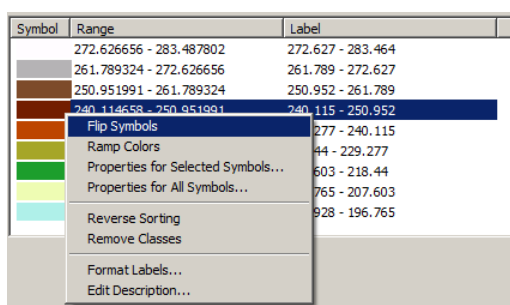 Symbol Range Label
272.626656 - 283.487802 272.627 - 283.464
261.789324 - 272.626656 261.789 - 272.627
250.951991 - 261.789324 250.952 - 261.789
240.114658 - 250.951991 240.115 - 250.952
Flip Symbols 277 - 240.115
Ramp Colors 44 - 229.277
Properties for Selected Symbols... 603 - 218.44
Properties for All Symbols... 765 - 207.603
928 - 196.765
Reverse Sorting
Remove Classes
Format Labels...
Edit Description...